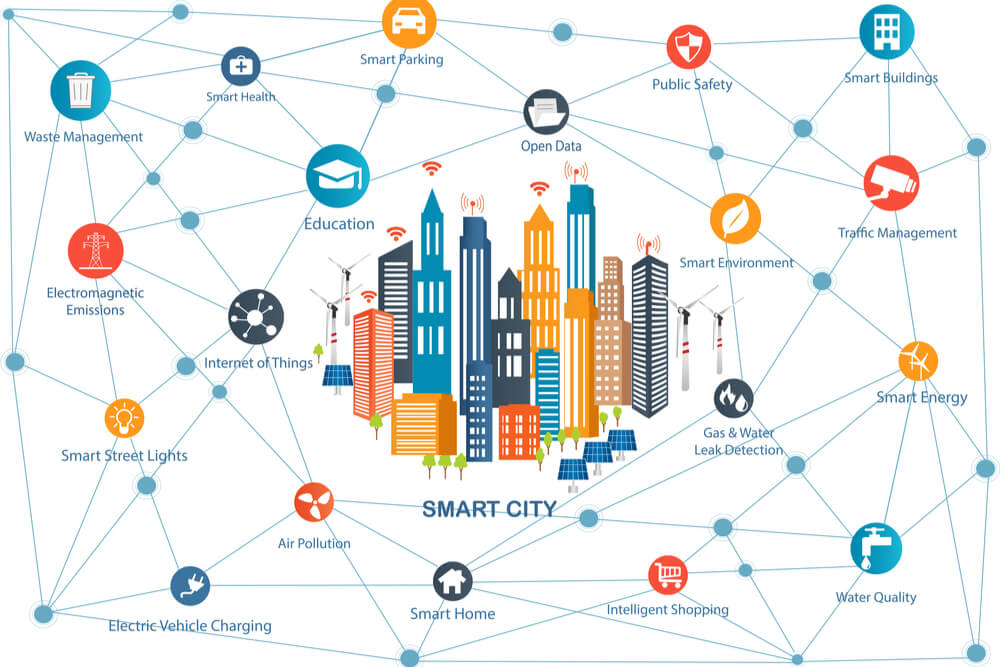 Smart Parking
Public Safety
Smart Buildings
Smart Health
Waste Management
Open Data
Education
Traffic Management
Smart Environment
Electromagnetic
Emissions
Internet of Things
Smart Energy
Gas & Water
Leak Detection
Smart Street Lights
SMART CITY
Air Pollution
Water Quality
Intelligent Shopping
Smart Home
Electric Vehicle Charging